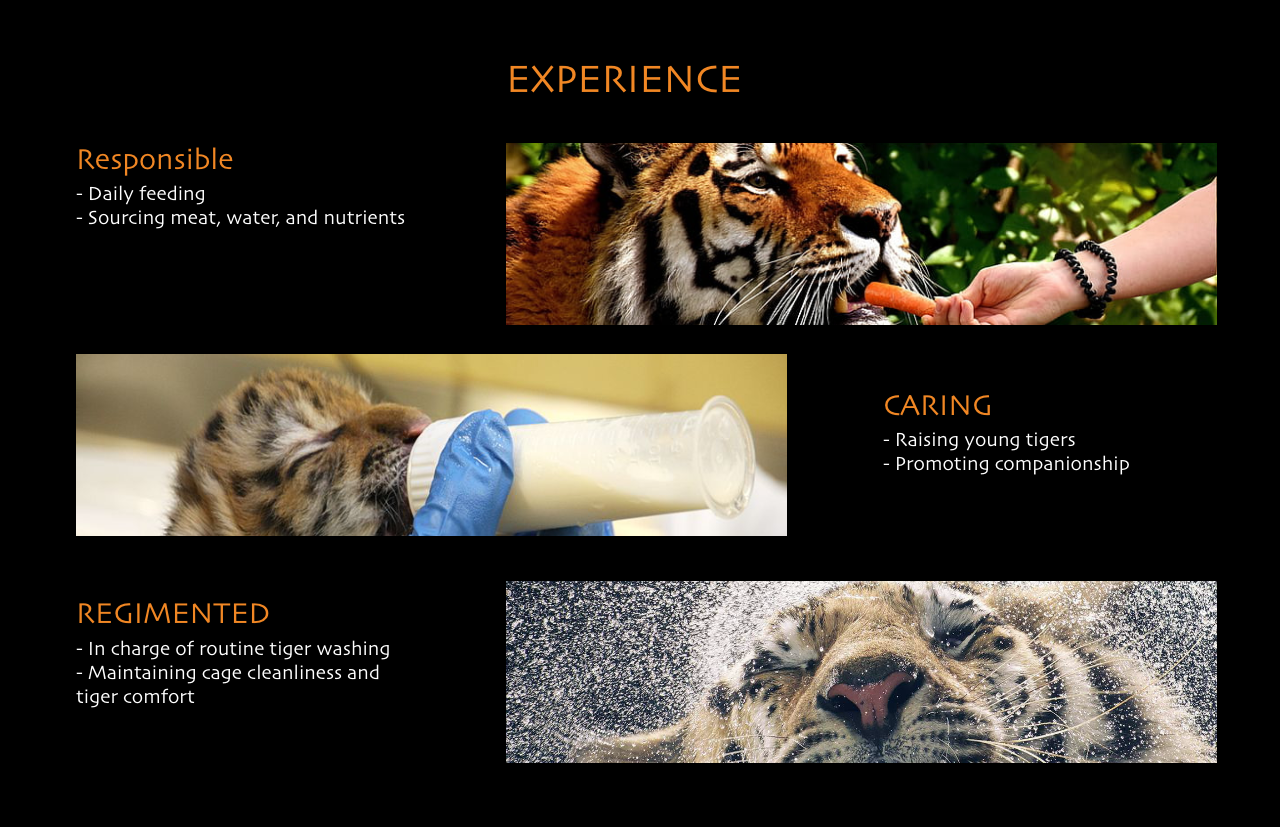 EXPERIENCE
Responsible
- Daily feeding
- Sourcing meat, water, and nutrients
CARING
- Raising young tigers
- Promoting companionship
REGIMENTED
- In charge of routine tiger washing
- Maintaining cage cleanliness and
tiger comfort